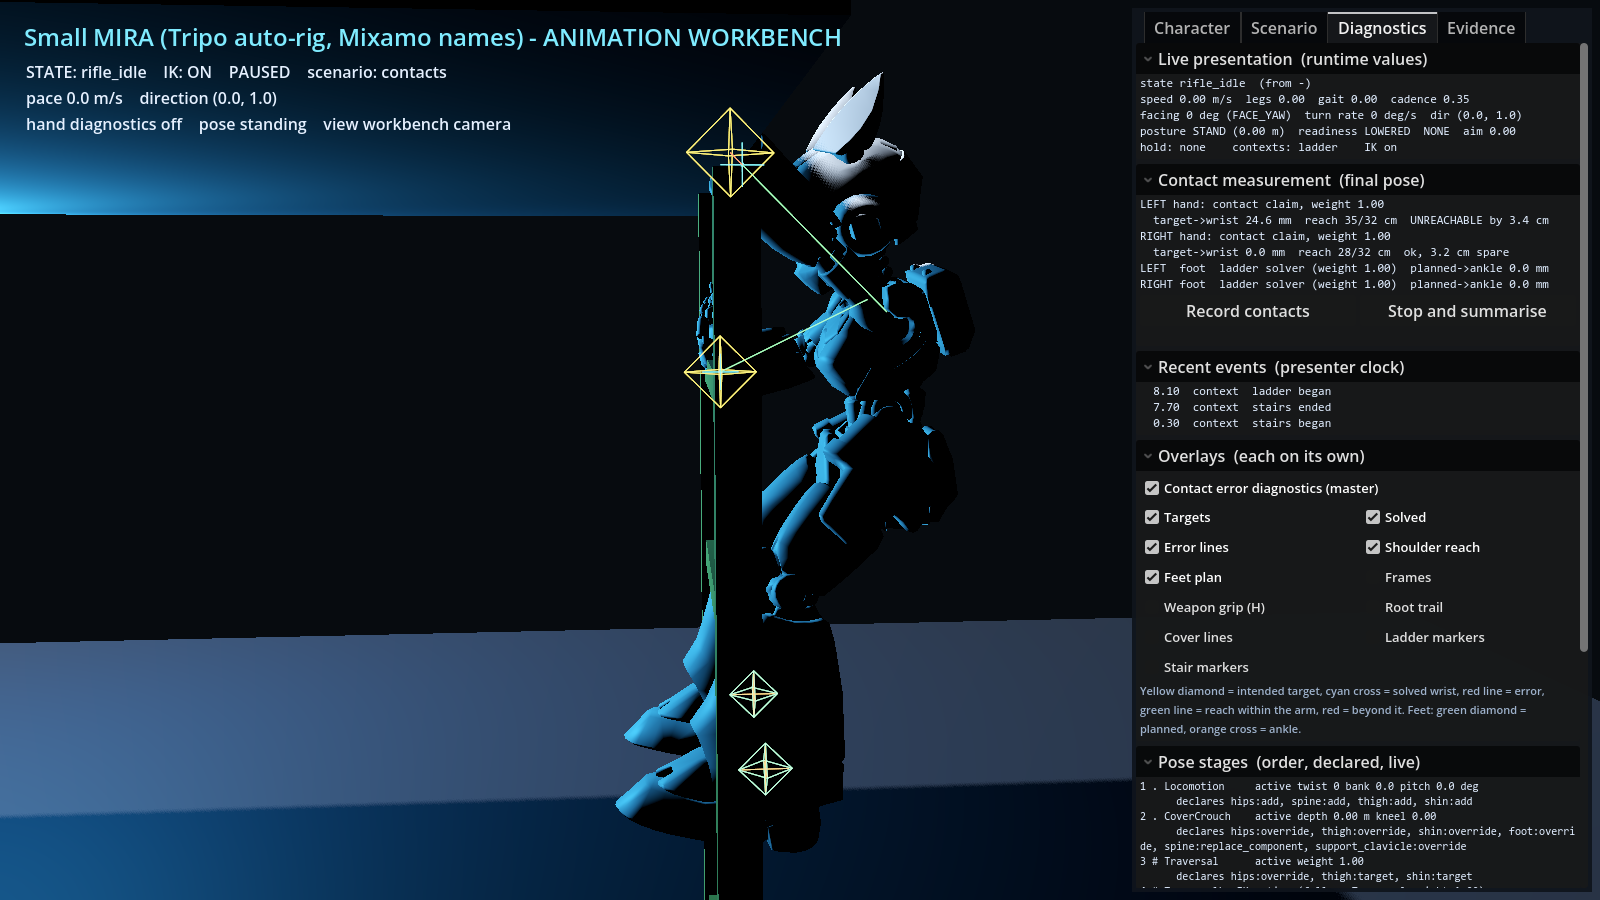 Small MIRA (Tripo auto-rig, Mixamo names) - ANIMATION WORKBENCH
STATE: rifle_idle IK: ON PAUSED scenario: contacts
pace 0.0 m/s direction (0.0, 1.0)
hand diagnostics off pose standing view workbench camera
Character Scenario Diagnostics Evidence
Live presentation (runtime values)
state rifle_idle (from -)
speed 0.00 m/s legs 0.00 gait 0.00 cadence 0.35
facing 0 deg (FACE_YAW) turn rate 0 deg/s dir (0.0, 1.0)
posture STAND (0.00 m) readiness LOWERED NONE aim 0.00
hold: none contexts: ladder IK on
Contact measurement (final pose)
LEFT hand: contact claim, weight 1.00
target->wrist 24.6 mm reach 35/32 cm UNREACHABLE by 3.4 cm
RIGHT hand: contact claim, weight 1.00
target->wrist 0.0 mm reach 28/32 cm ok, 3.2 cm spare
LEFT foot ladder solver (weight 1.00) planned->ankle 0.0 mm
RIGHT foot ladder solver (weight 1.00) planned->ankle 0.0 mm
Record contacts Stop and summarise
Recent events (presenter clock)
8.10 context ladder began
7.70 context stairs ended
0.30 context stairs began
Overlays (each on its own)
Contact error diagnostics (master)
Targets Solved
Error lines Shoulder reach
Feet plan Frames
Weapon grip (H) Root trail
Cover lines Ladder markers
Stair markers
Yellow diamond = intended target, cyan cross = solved wrist, red line = error,
green line = reach within the arm, red = beyond it. Feet: green diamond =
planned, orange cross = ankle.
Pose stages (order, declared, live)
1 . Locomotion active twist 0 bank 0.0 pitch 0.0 deg
declares hips:add, spine:add, thigh:add, shin:add
2 . CoverCrouch active depth 0.00 m kneel 0.00
declares hips:override, thigh:override, shin:override, foot:overri
de, spine:replace_component, support_clavicle:override
3 # Traversal active weight 1.00
declares hips:override, thigh:target, shin:target